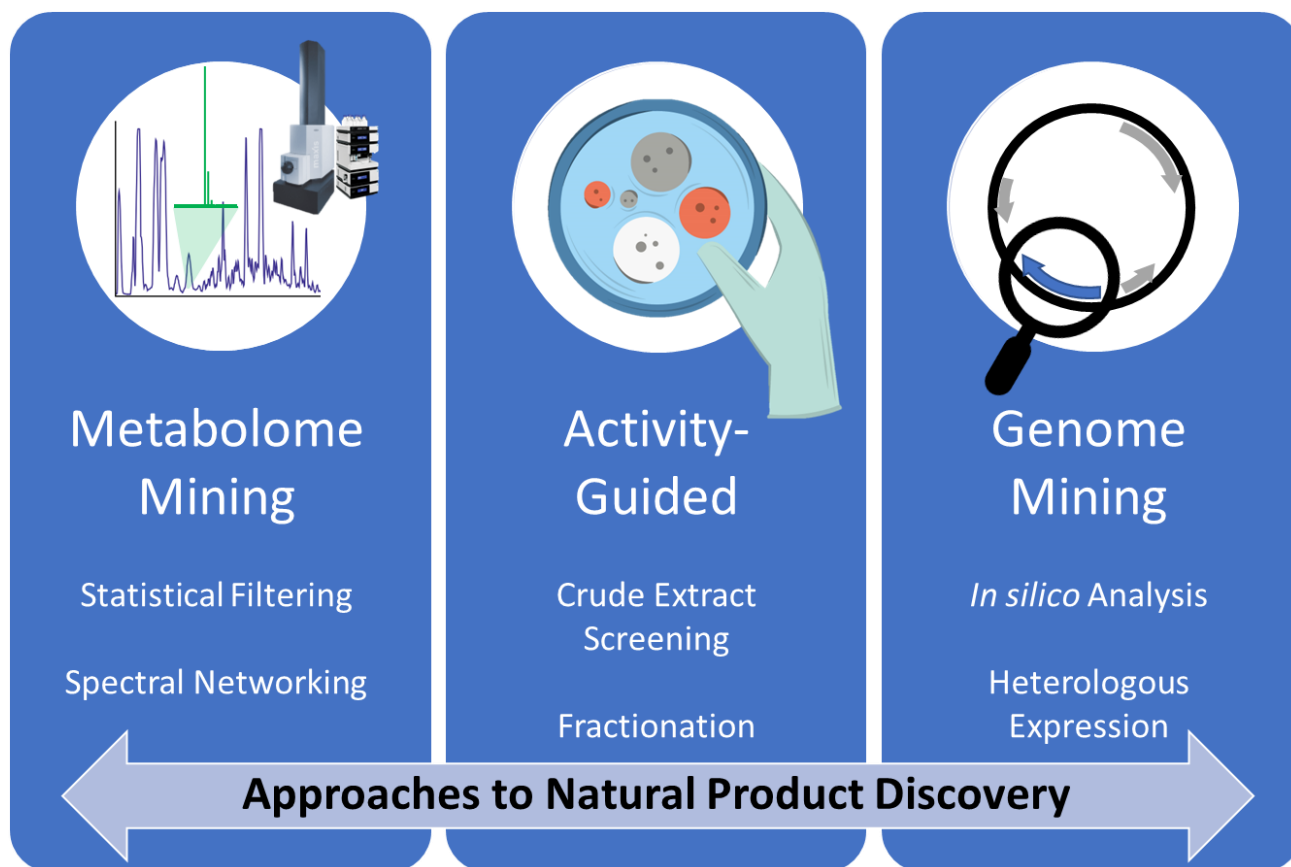 Metabolome
Mining
Statistical Filtering
Spectral Networking
Activity-
Guided
Crude Extract
Screening
Fractionation
Genome
Mining
In silico Analysis
Heterologous
Expression
Approaches to Natural Product Discovery